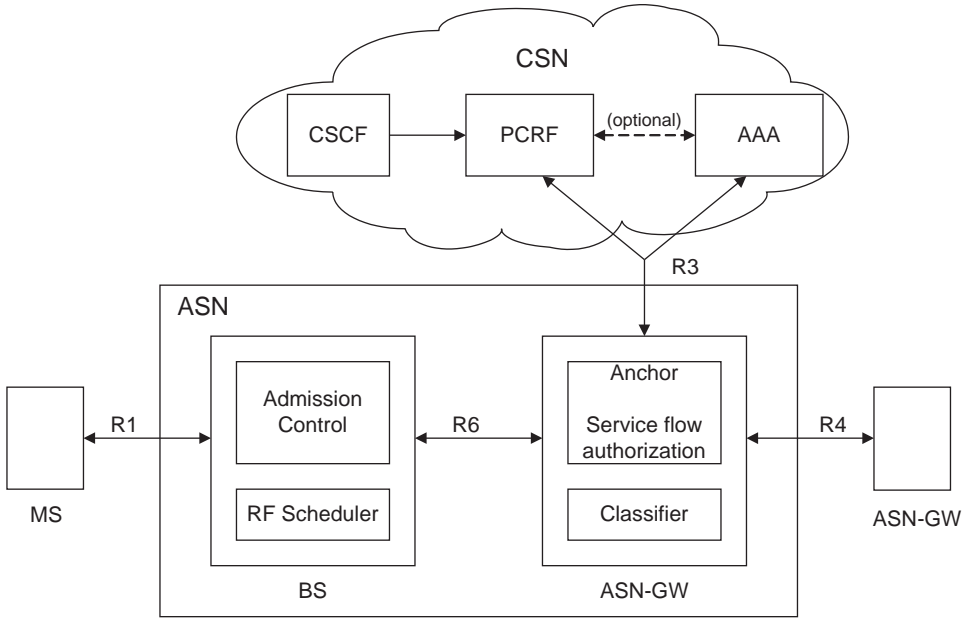 CSN
CSCF
PCRF
(optional)
AAA
R3
ASN
Admission
Control
RF Scheduler
BS
Anchor
Service flow
authorization
Classifier
ASN-GW
R1
R6
R4
MS
ASN-GW